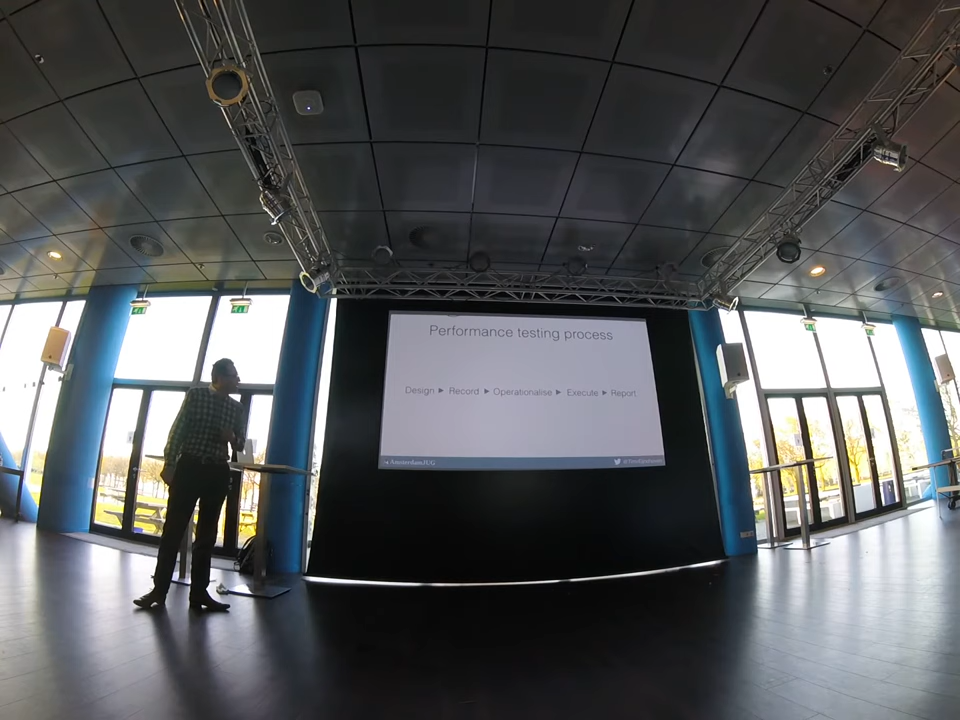 Performance testing process
Design ▶ Record ▶ Operationalise ▶ Execute ▶ Report
AmsterdamJUG